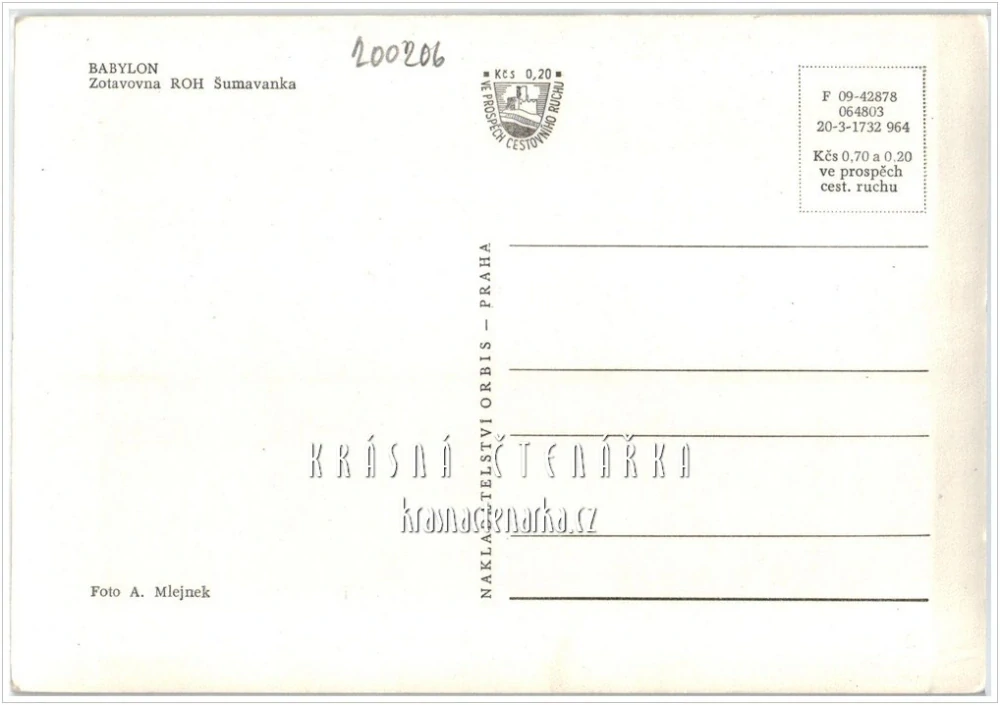 BABYLON
Zotavovna ROH Šumavanka
200206
Kčs 0,20
VE PROSPĚCH CESTOVNÍHO RUCHU
F 09-42878
064803
20-3-1732 964
Kčs 0,70 a 0.20
ve prospěch
cest. ruchu
NAKLADATELSTVI ORBIS — PRAHA
KRÁSNÁ ČTENÁŘKA
krasnactenarka.cz
Foto A. Mlejnek